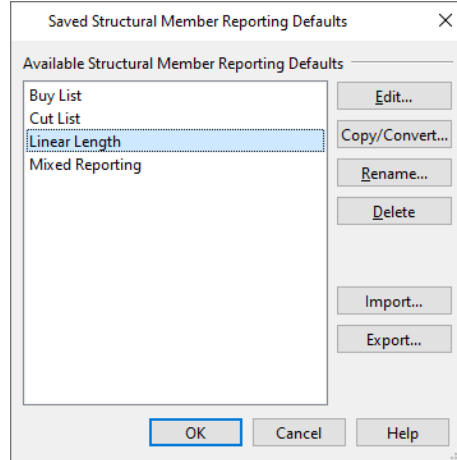 Saved Structural Member Reporting Defaults
Available Structural Member Reporting Defaults
Buy List
Cut List
Linear Length
Mixed Reporting
Edit...
Copy/Convert...
Rename...
Delete
Import...
Export...
OK
Cancel
Help